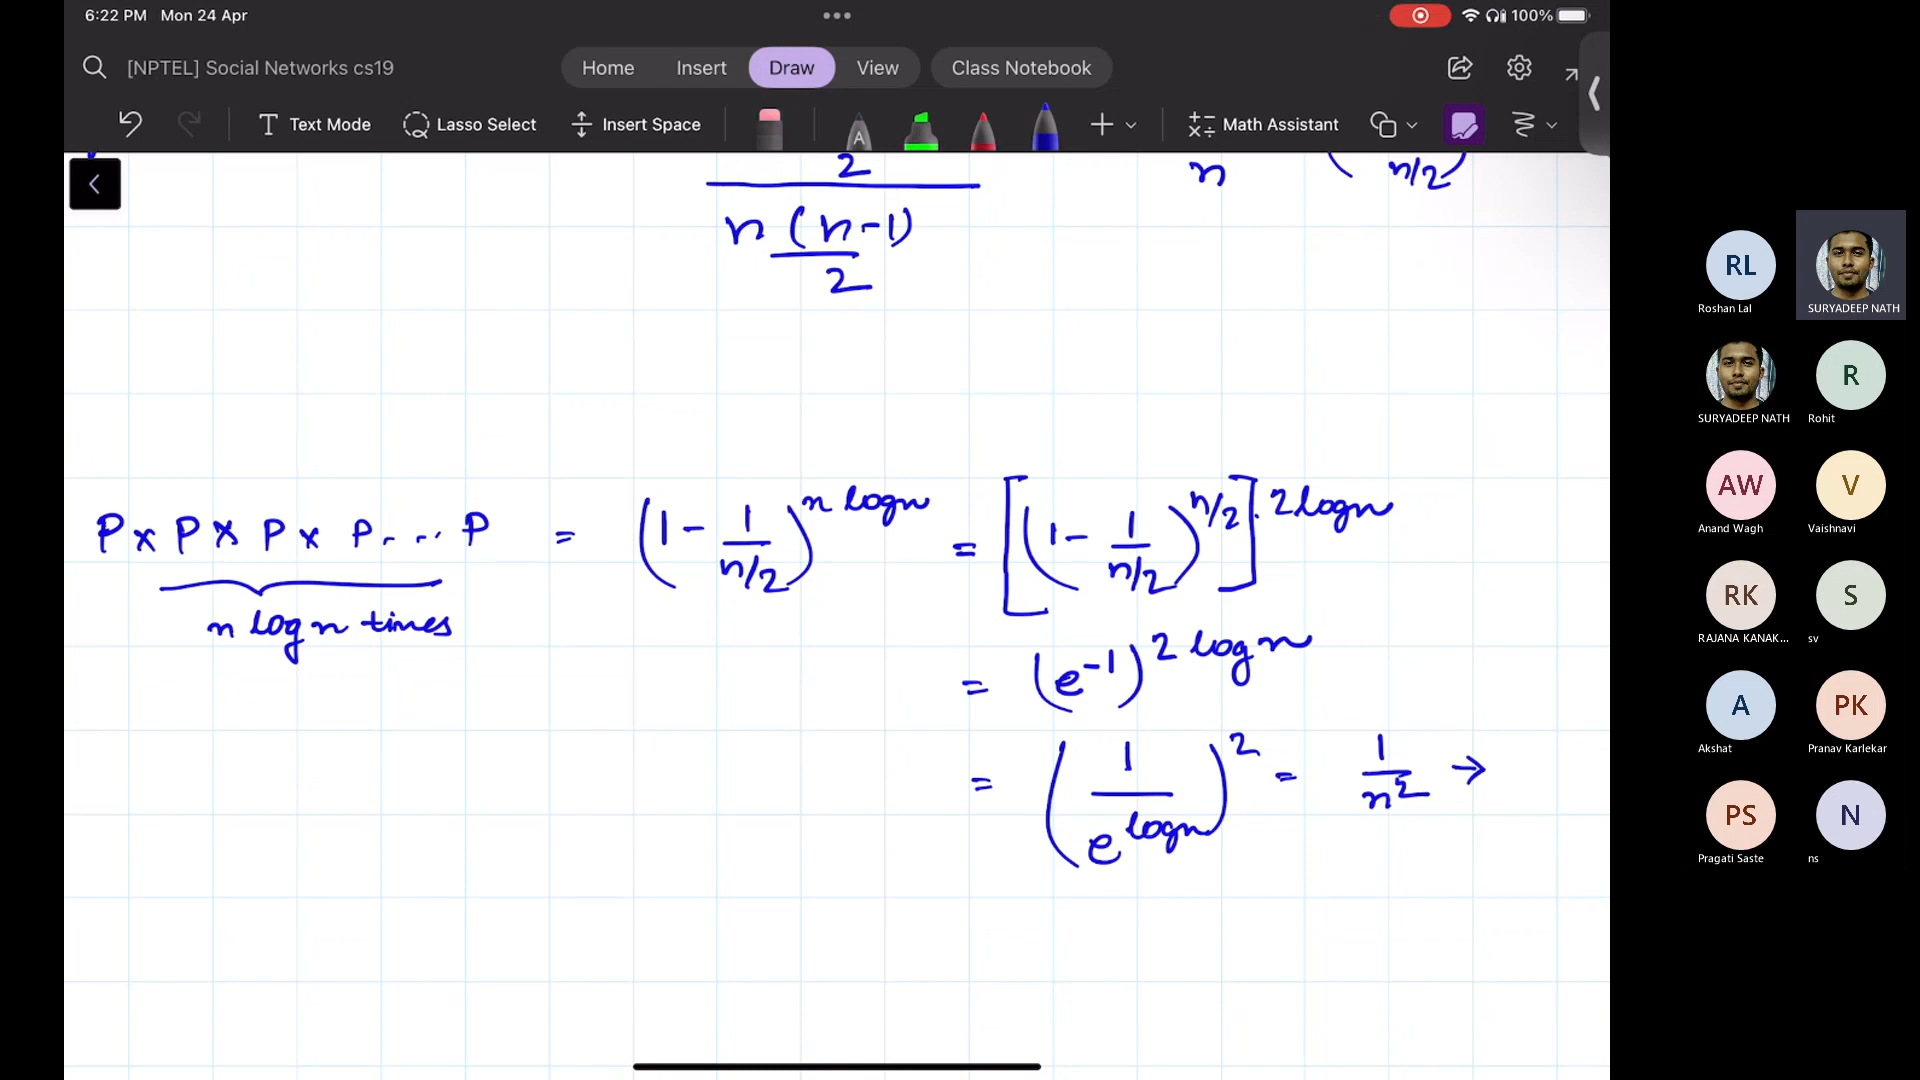 6:22 PM Mon 24 Apr
100%
[NPTEL] Social Networks cs19
Home Insert Draw View Class Notebook
Text Mode Lasso Select Insert Space A Math Assistant
2
n (n-1)
2
n
n/2
P x P x P x P ... P = (1 - 1/(n/2))^(n log n) = [(1 - 1/(n/2))^(n/2)]^(2 log n)
n log n times
= (e^-1)^(2 log n)
= (1/e^(log n))^2 = 1/n^2 →
RL
Roshan Lal
SURYADEEP NATH
SURYADEEP NATH
R
Rohit
AW
Anand Wagh
V
Vaishnavi
RK
RAJANA KANAK...
S
sv
A
Akshat
PK
Pranav Karlekar
PS
Pragati Saste
N
ns